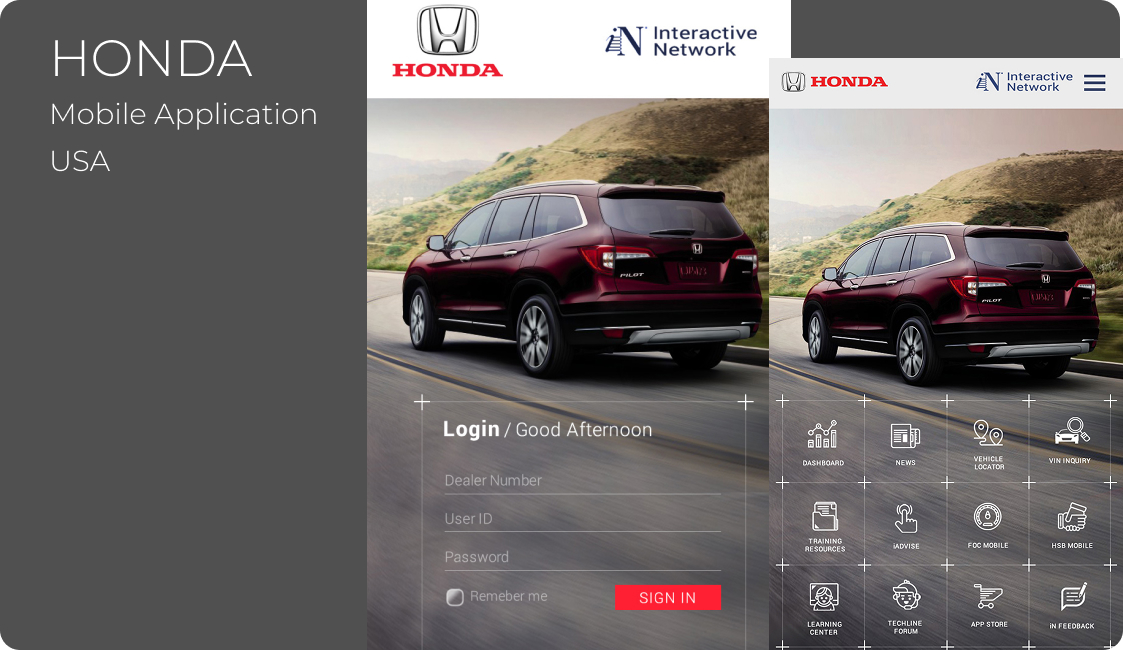 HONDA
Mobile Application
USA
HONDA
iN Interactive
Network
PILOT
Login / Good Afternoon
Dealer Number
User ID
Password
Remeber me
SIGN IN
HONDA
iN Interactive
Network
PILOT
DASHBOARD
NEWS
VEHICLE
LOCATOR
VIN INQUIRY
TRAINING
RESOURCES
iADVISE
FOC MOBILE
HSB MOBILE
LEARNING
CENTER
TECHLINE
FORUM
APP STORE
iN FEEDBACK